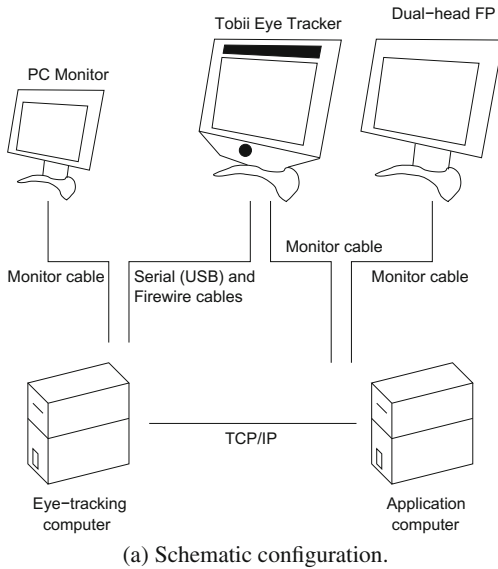 Dual−head FP
Tobii Eye Tracker
PC Monitor
Monitor cable
Monitor cable
Serial (USB) and
Firewire cables
Monitor cable
TCP/IP
Eye−tracking
computer
Application
computer
(a) Schematic configuration.